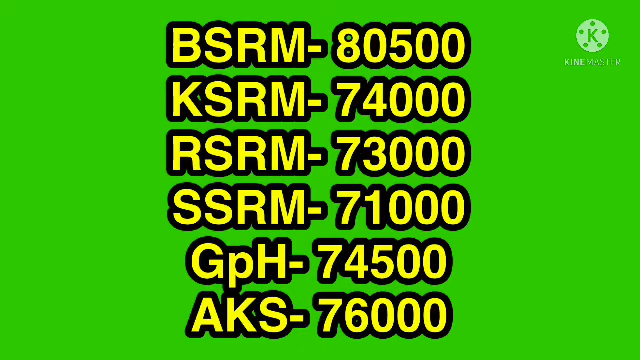 BSRM- 80500
KSRM- 74000
RSRM- 73000
SSRM- 71000
GpH- 74500
AKS- 76000
K
KINEMASTER